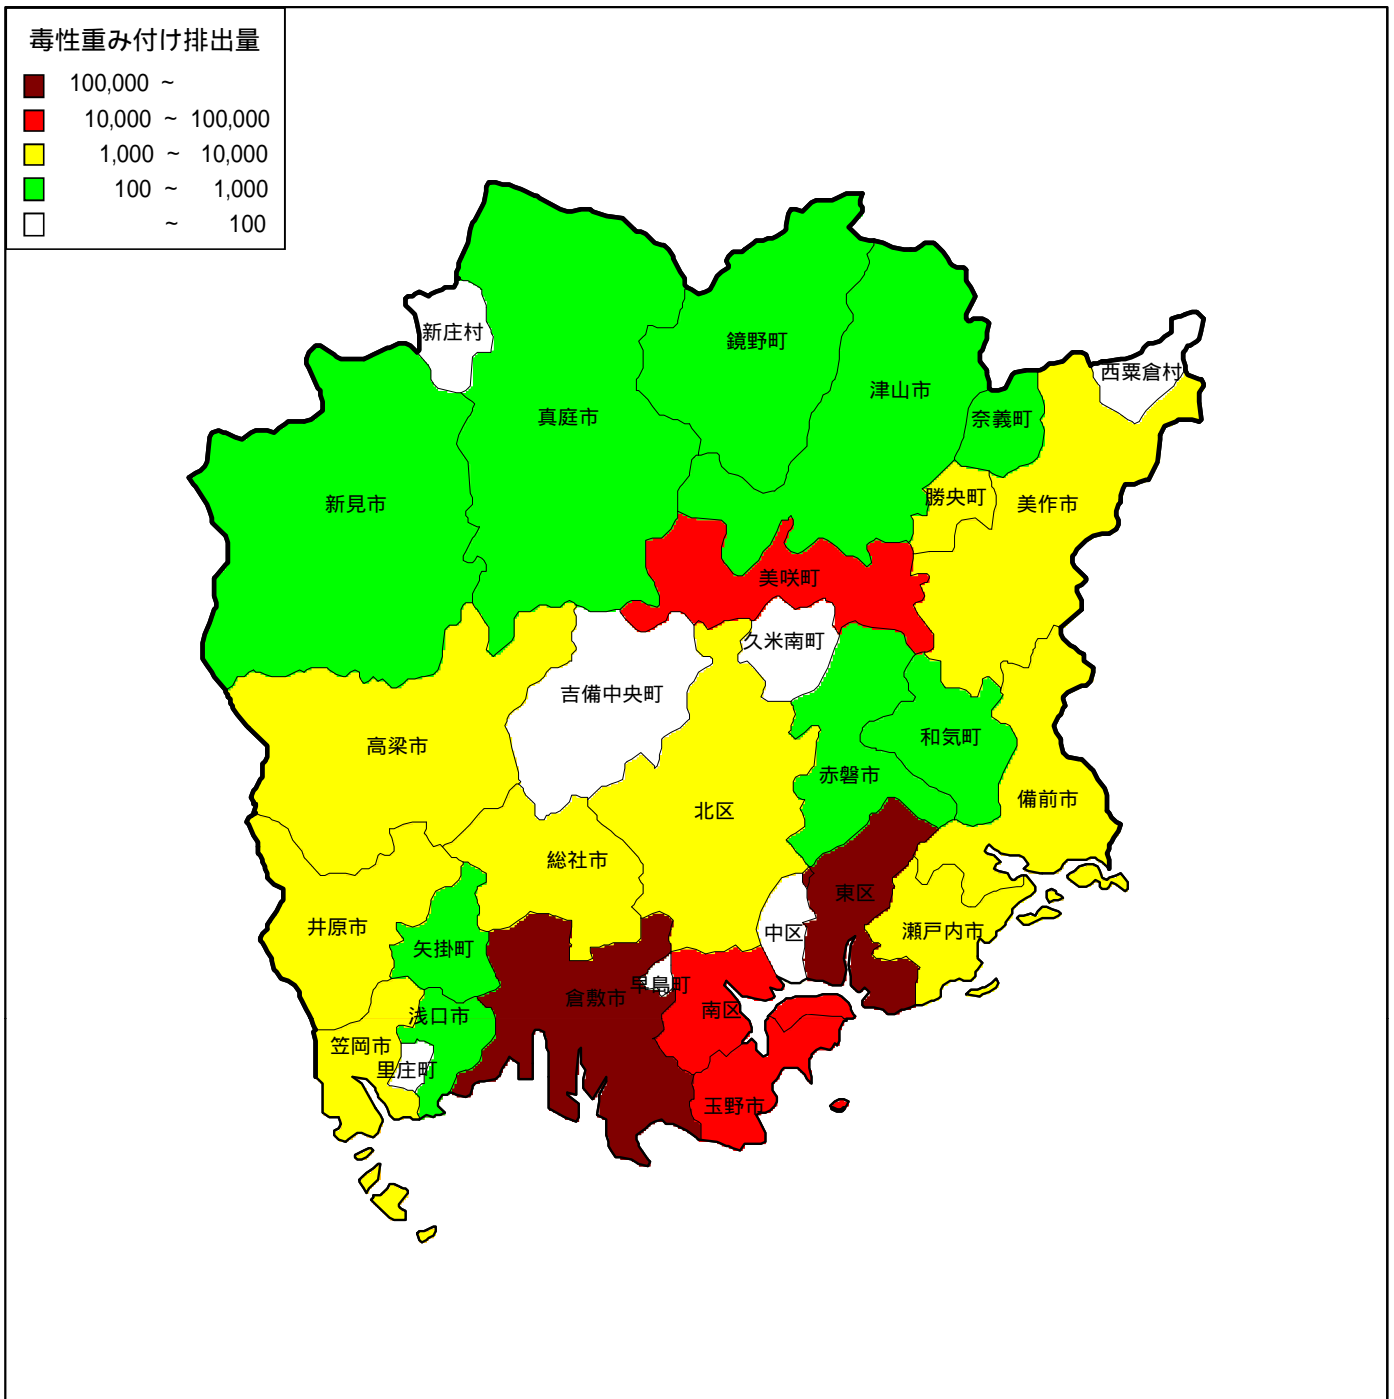 毒性重み付け排出量
100,000 ~
10,000 ~ 100,000
1,000 ~ 10,000
100 ~ 1,000
~ 100
新庄村
鏡野町
西粟倉村
津山市
真庭市
奈義町
勝央町
新見市
美作市
美咲町
久米南町
吉備中央町
和気町
高梁市
赤磐市
備前市
北区
総社市
東区
井原市
瀬戸内市
中区
矢掛町
早島町
倉敷市
南区
浅口市
笠岡市
里庄町
玉野市